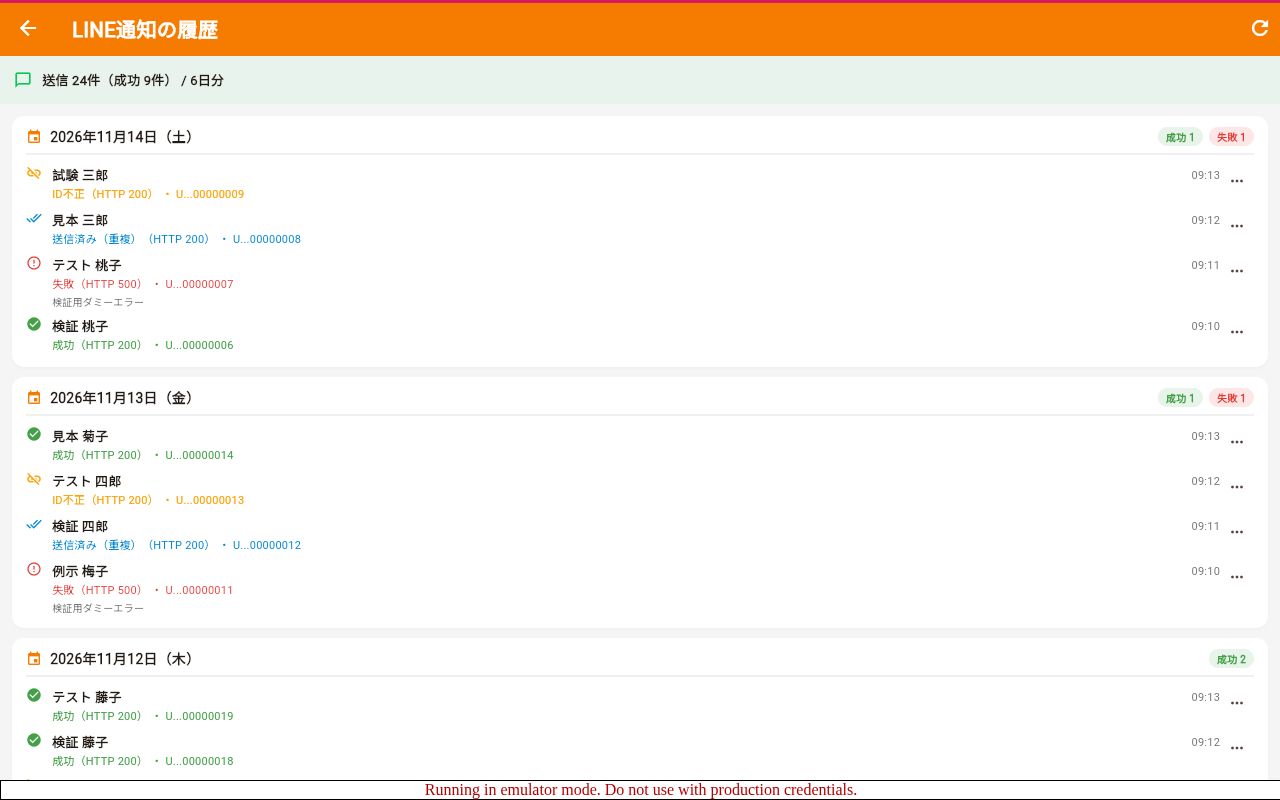 LINE通知の履歴
送信 24件（成功 9件） / 6日分
2026年11月14日（土） 成功 1 失敗 1
試験 三郎 09:13
ID不正（HTTP 200） ・ U...00000009
見本 三郎 09:12
送信済み（重複）（HTTP 200） ・ U...00000008
テスト 桃子 09:11
失敗（HTTP 500） ・ U...00000007
検証用ダミーエラー
検証 桃子 09:10
成功（HTTP 200） ・ U...00000006
2026年11月13日（金） 成功 1 失敗 1
見本 菊子 09:13
成功（HTTP 200） ・ U...00000014
テスト 四郎 09:12
ID不正（HTTP 200） ・ U...00000013
検証 四郎 09:11
送信済み（重複）（HTTP 200） ・ U...00000012
例示 梅子 09:10
失敗（HTTP 500） ・ U...00000011
検証用ダミーエラー
2026年11月12日（木） 成功 2
テスト 藤子 09:13
成功（HTTP 200） ・ U...00000019
検証 藤子 09:12
成功（HTTP 200） ・ U...00000018
Running in emulator mode. Do not use with production credentials.